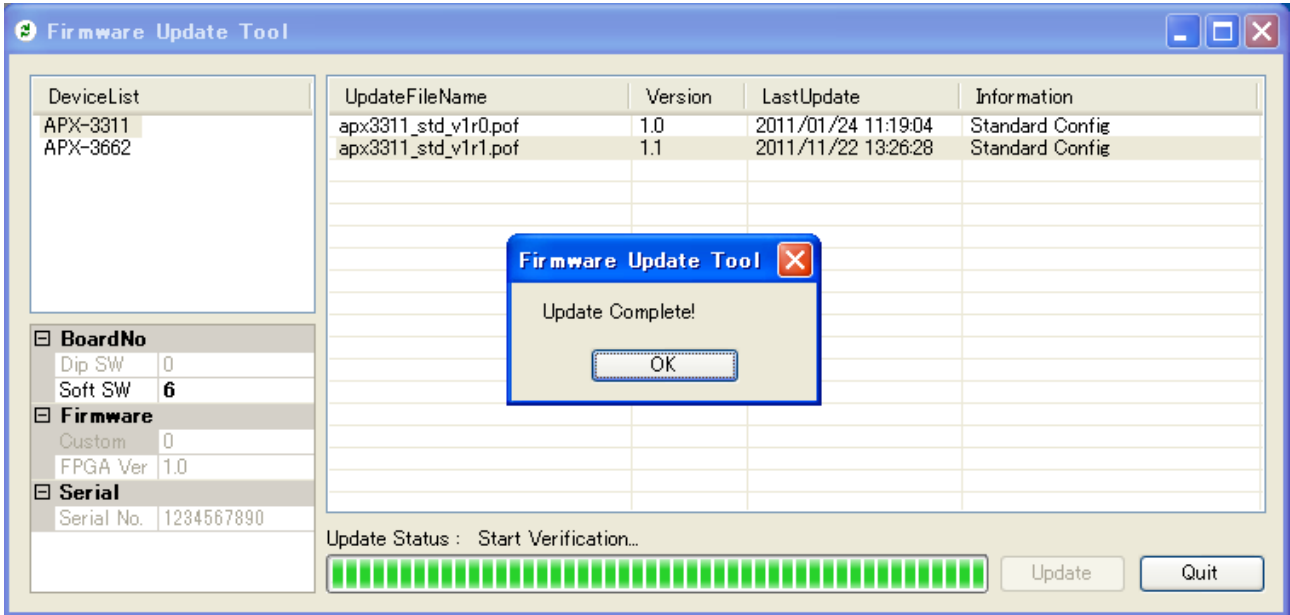 Firmware Update Tool
DeviceList
APX-3311
APX-3662
UpdateFileName Version LastUpdate Information
apx3311_std_v1r0.pof 1.0 2011/01/24 11:19:04 Standard Config
apx3311_std_v1r1.pof 1.1 2011/11/22 13:26:28 Standard Config
Firmware Update Tool
Update Complete!
OK
BoardNo
Dip SW 0
Soft SW 6
Firmware
Custom 0
FPGA Ver 1.0
Serial
Serial No. 1234567890
Update Status : Start Verification...
Update
Quit